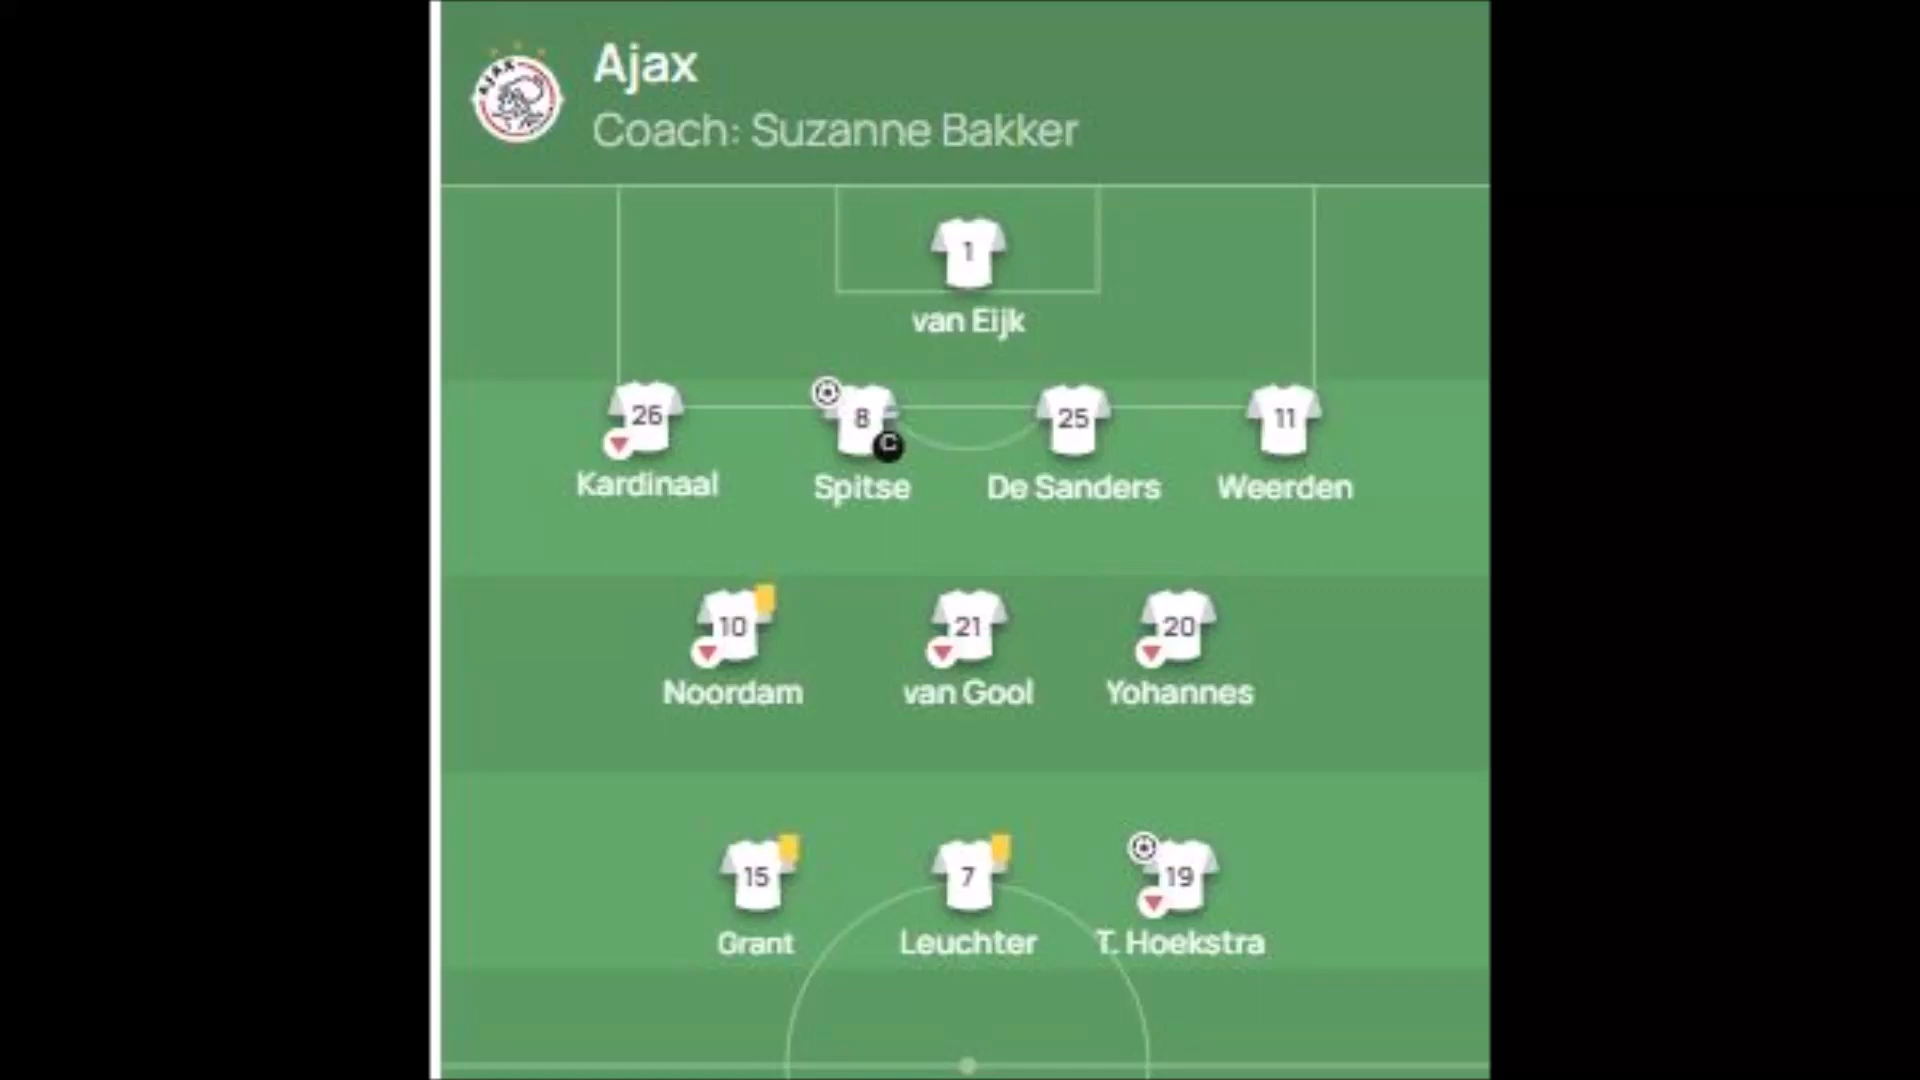 AJAX
Ajax
Coach: Suzanne Bakker
1
van Eijk
26
8
C
25
11
Kardinaal
Spitse
De Sanders
Weerden
10
21
20
Noordam
van Gool
Yohannes
15
7
19
Grant
Leuchter
T. Hoekstra